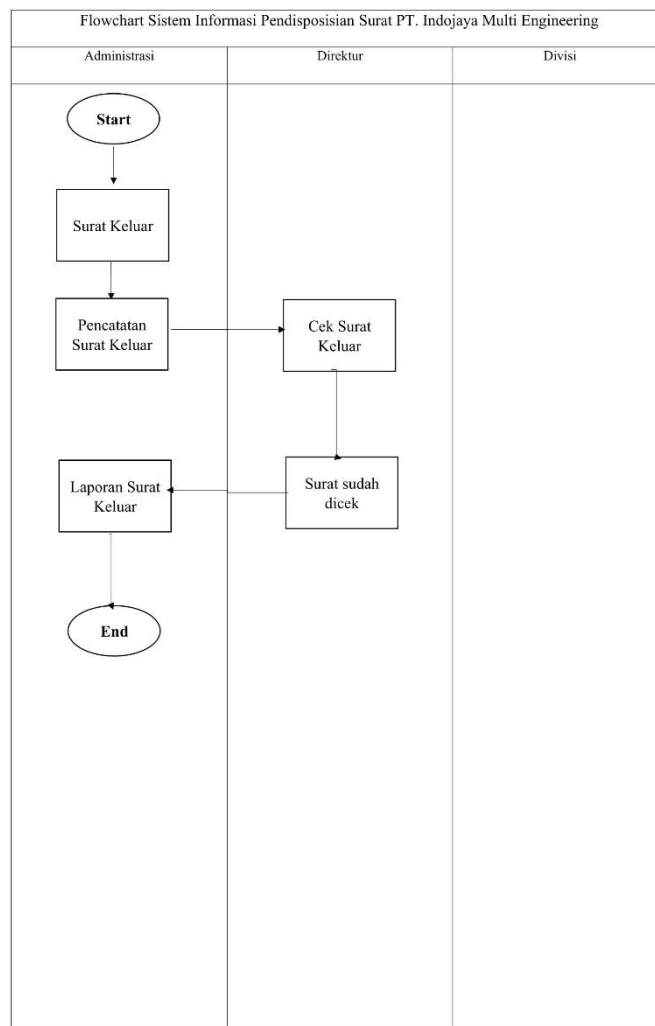 Flowchart Sistem Informasi Pendisposisian Surat PT. Indojaya Multi Engineering
Administrasi
Direktur
Divisi
Start
Surat Keluar
Pencatatan
Surat Keluar
Cek Surat
Keluar
Laporan Surat
Keluar
Surat sudah
dicek
End